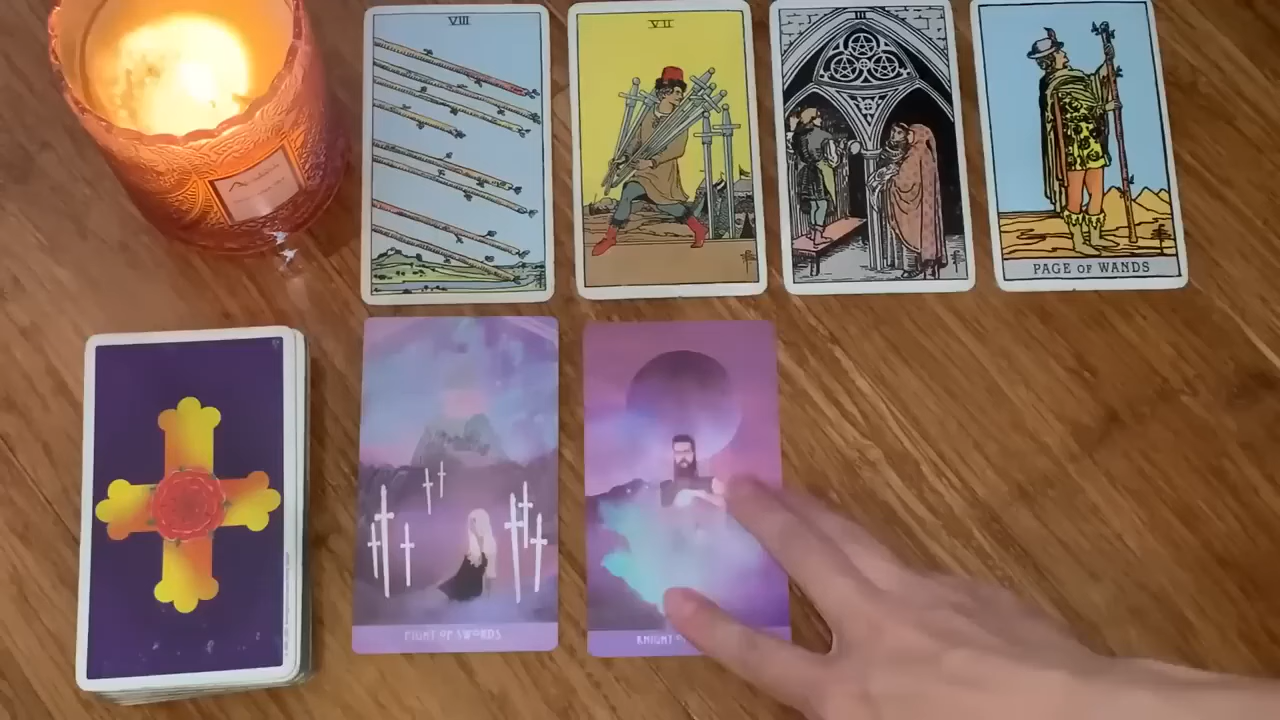 VIII
VII
III
PAGE OF WANDS
EIGHT OF SWORDS
KNIGHT